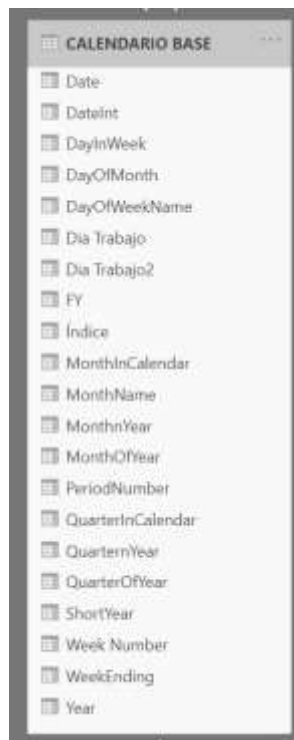 CALENDARIO BASE
Date
DateInt
DayInWeek
DayOfMonth
DayOfWeekName
Dia Trabajo
Dia Trabajo2
FY
Índice
MonthInCalendar
MonthName
MonthnYear
MonthOfYear
PeriodNumber
QuarterInCalendar
QuarternYear
QuarterOfYear
ShortYear
Week Number
WeekEnding
Year